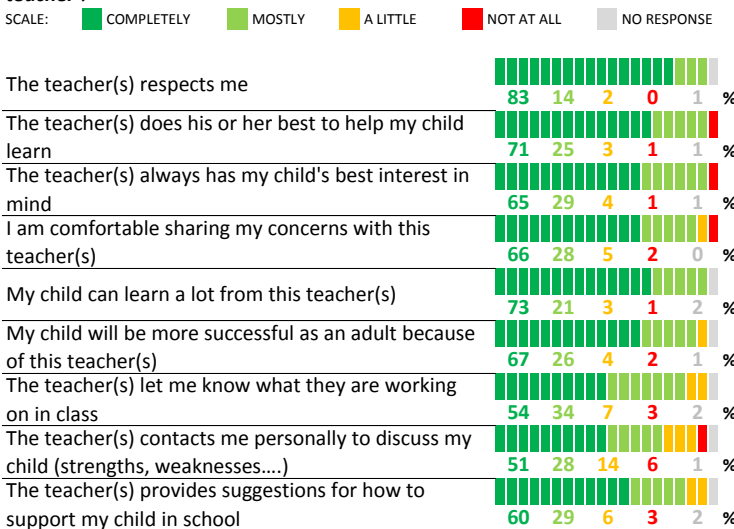 SCALE: COMPLETELY MOSTLY A LITTLE NOT AT ALL NO RESPONSE
The teacher(s) respects me
83 14 2 0 1 %
The teacher(s) does his or her best to help my child
learn
71 25 3 1 1 %
The teacher(s) always has my child's best interest in
mind
65 29 4 1 1 %
I am comfortable sharing my concerns with this
teacher(s)
66 28 5 2 0 %
My child can learn a lot from this teacher(s)
73 21 3 1 2 %
My child will be more successful as an adult because
of this teacher(s)
67 26 4 2 1 %
The teacher(s) let me know what they are working
on in class
54 34 7 3 2 %
The teacher(s) contacts me personally to discuss my
child (strengths, weaknesses....)
51 28 14 6 1 %
The teacher(s) provides suggestions for how to
support my child in school
60 29 6 3 2 %